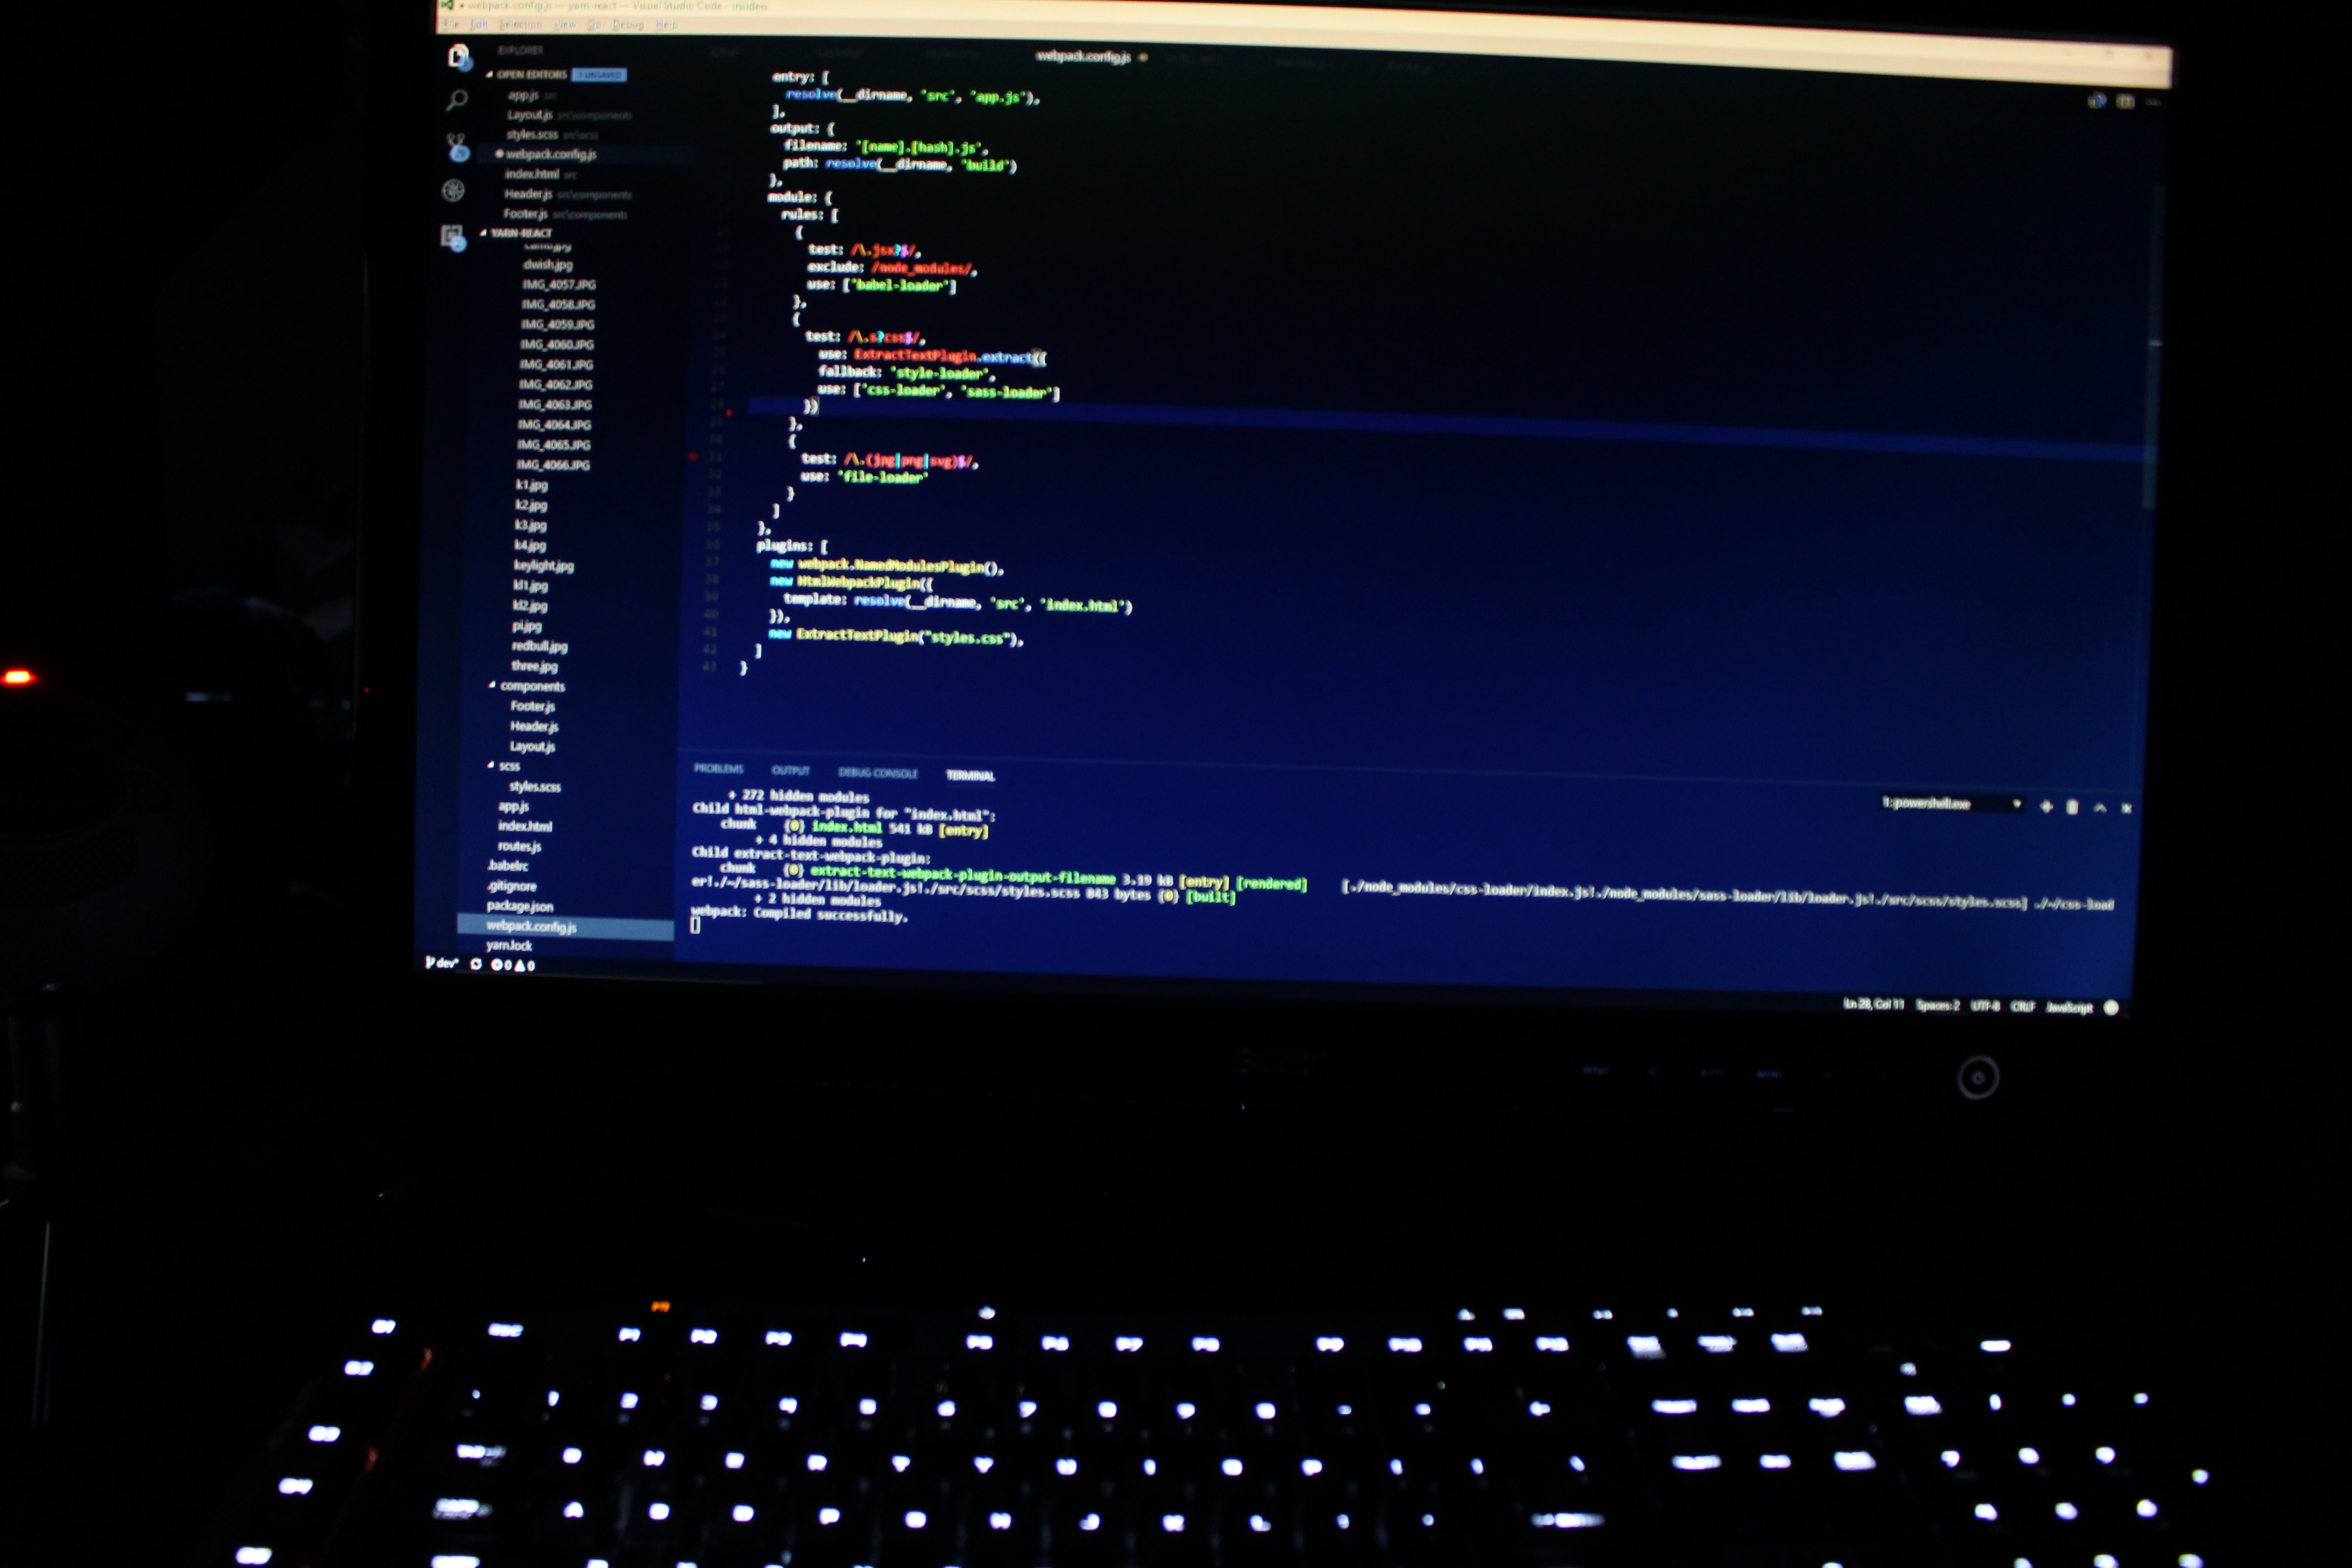 webpack.config.js — yarn-react — Visual Studio Code - Insiders
File Edit Selection View Go Debug Help
EXPLORER
OPEN EDITORS 1 UNSAVED
app.js src
Layout.js src\components
styles.scss src\scss
webpack.config.js
index.html src
Header.js src\components
Footer.js src\components
YARN-REACT
dwish.jpg
IMG_4057.JPG
IMG_4058.JPG
IMG_4059.JPG
IMG_4060.JPG
IMG_4061.JPG
IMG_4062.JPG
IMG_4063.JPG
IMG_4064.JPG
IMG_4065.JPG
IMG_4066.JPG
k1.jpg
k2.jpg
k3.jpg
k4.jpg
keylight.jpg
kl1.jpg
kl2.jpg
pi.jpg
redbull.jpg
three.jpg
components
Footer.js
Header.js
Layout.js
scss
styles.scss
app.js
index.html
routes.js
.babelrc
.gitignore
package.json
webpack.config.js
yarn.lock
dev* 0 0
webpack.config.js
entry: [
resolve(__dirname, 'src', 'app.js'),
],
output: {
filename: '[name].[hash].js',
path: resolve(__dirname, 'build')
},
module: {
rules: [
{
test: /\.jsx?$/,
exclude: /node_modules/,
use: ['babel-loader']
},
{
test: /\.s?css$/,
use: ExtractTextPlugin.extract({
fallback: 'style-loader',
use: ['css-loader', 'sass-loader']
})
},
{
31 test: /\.(jpg|png|svg)$/,
32 use: 'file-loader'
33 }
34 ]
35 },
36 plugins: [
37 new webpack.NamedModulesPlugin(),
38 new HtmlWebpackPlugin({
39 template: resolve(__dirname, 'src', 'index.html')
40 }),
41 new ExtractTextPlugin("styles.css"),
42 ]
43 }
PROBLEMS OUTPUT DEBUG CONSOLE TERMINAL
1: powershell.exe
+ 272 hidden modules
Child html-webpack-plugin for "index.html":
chunk {0} index.html 541 kB [entry]
+ 4 hidden modules
Child extract-text-webpack-plugin:
chunk {0} extract-text-webpack-plugin-output-filename 3.19 kB [entry] [rendered]
[./node_modules/css-loader/index.js!./node_modules/sass-loader/lib/loader.js!./src/scss/styles.scss] ./~/css-load
er!./~/sass-loader/lib/loader.js!./src/scss/styles.scss 843 bytes {0} [built]
+ 2 hidden modules
webpack: Compiled successfully.
Ln 28, Col 11 Spaces: 2 UTF-8 CRLF JavaScript